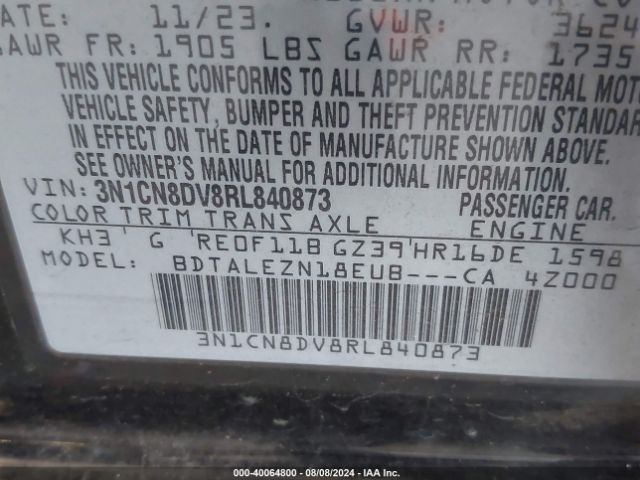 ATE: 11/23. GVWR: 3624
GAWR FR: 1905 LBS GAWR RR: 1735
THIS VEHICLE CONFORMS TO ALL APPLICABLE FEDERAL MOTO
VEHICLE SAFETY, BUMPER AND THEFT PREVENTION STANDAR
IN EFFECT ON THE DATE OF MANUFACTURE SHOWN ABOVE.
SEE OWNER'S MANUAL FOR ADDITIONAL INFORMATION.
VIN: 3N1CN8DV8RL840873 PASSENGER CAR.
COLOR TRIM TRANS AXLE ENGINE
KH3 G RE0F11B GZ39 HR16DE 1598
MODEL: BDTALEZN18EUB---CA 4Z000
3N1CN8DV8RL840873
000-40064800 - 08/08/2024 - IAA Inc.